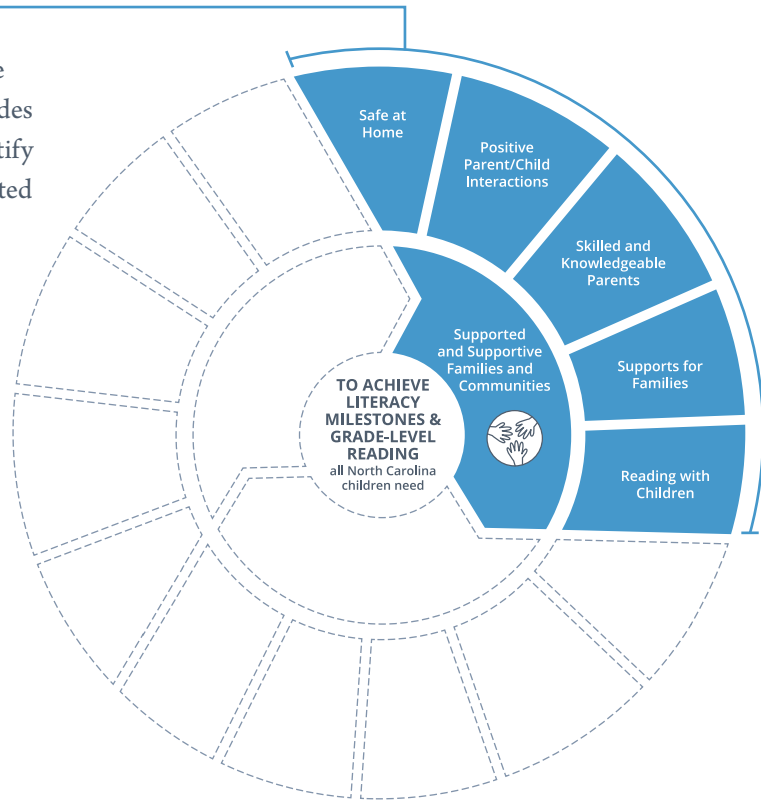 Safe at
Home
Positive
Parent/Child
Interactions
Skilled and
Knowledgeable
Parents
Supports for
Families
Reading with
Children
Supported
and Supportive
Families and
Communities
TO ACHIEVE
LITERACY
MILESTONES &
GRADE-LEVEL
READING
all North Carolina
children need